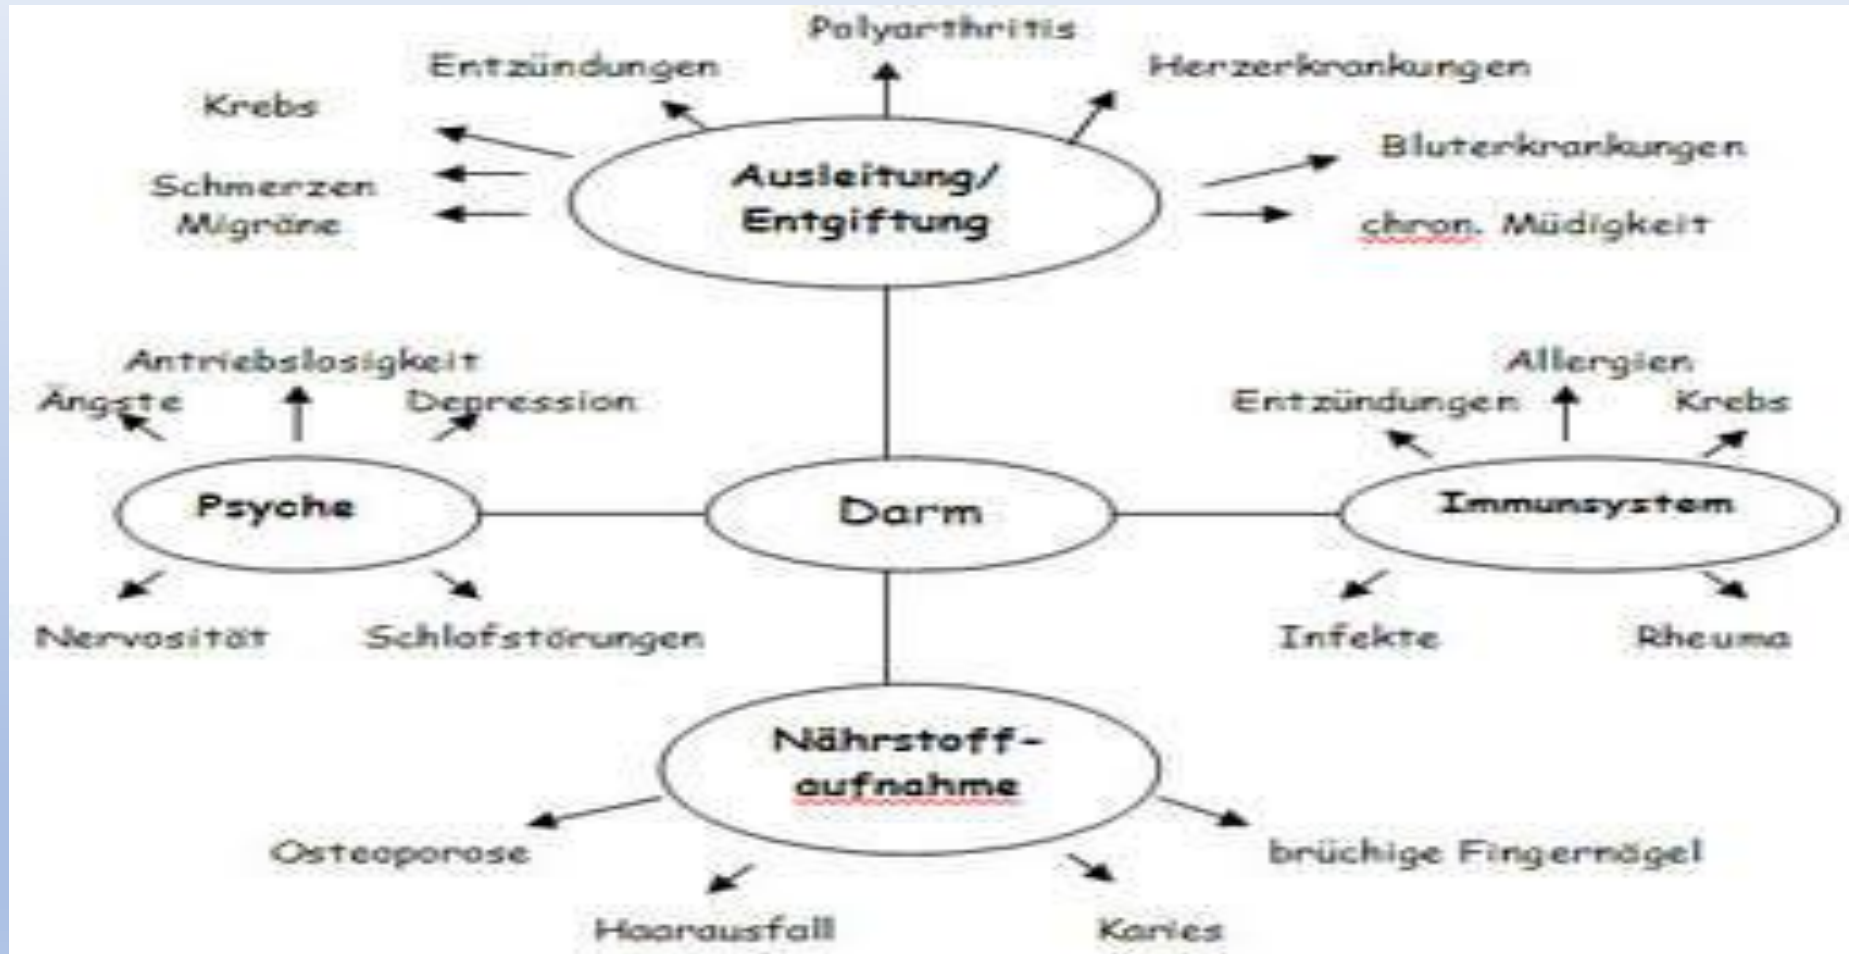 Polyarthritis
Entzündungen
Herzerkrankungen
Krebs
Bluterkrankungen
Ausleitung/
Entgiftung
Schmerzen
Migräne
chron. Müdigkeit
Antriebslosigkeit
Ängste
Depression
Allergien
Entzündungen
Krebs
Psyche
Darm
Immunsystem
Nervosität
Schlafstörungen
Infekte
Rheuma
Nährstoff-
aufnahme
Osteoporose
brüchige Fingernägel
Haarausfall
Karies